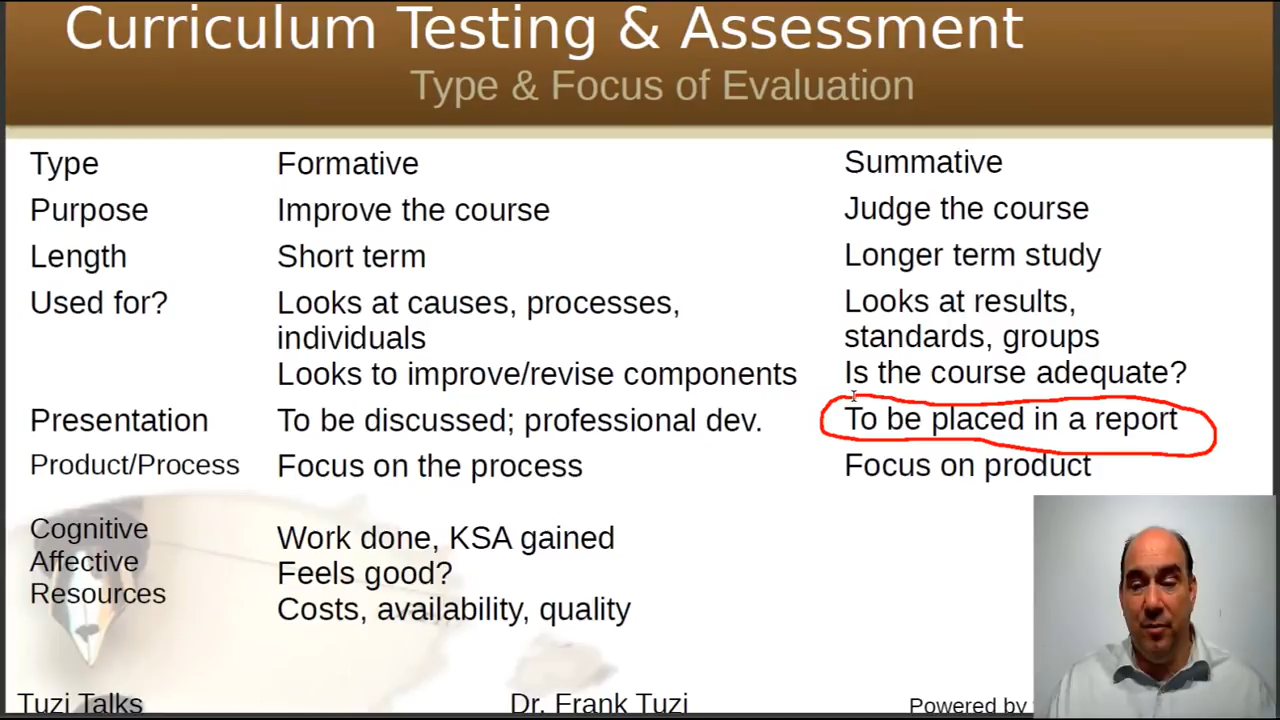 Curriculum Testing & Assessment
Type & Focus of Evaluation
Type Formative Summative
Purpose Improve the course Judge the course
Length Short term Longer term study
Used for? Looks at causes, processes, Looks at results,
individuals standards, groups
Looks to improve/revise components Is the course adequate?
Presentation To be discussed; professional dev. To be placed in a report
Product/Process Focus on the process Focus on product
Cognitive Work done, KSA gained
Affective Feels good?
Resources Costs, availability, quality
Tuzi Talks Dr. Frank Tuzi Powered by